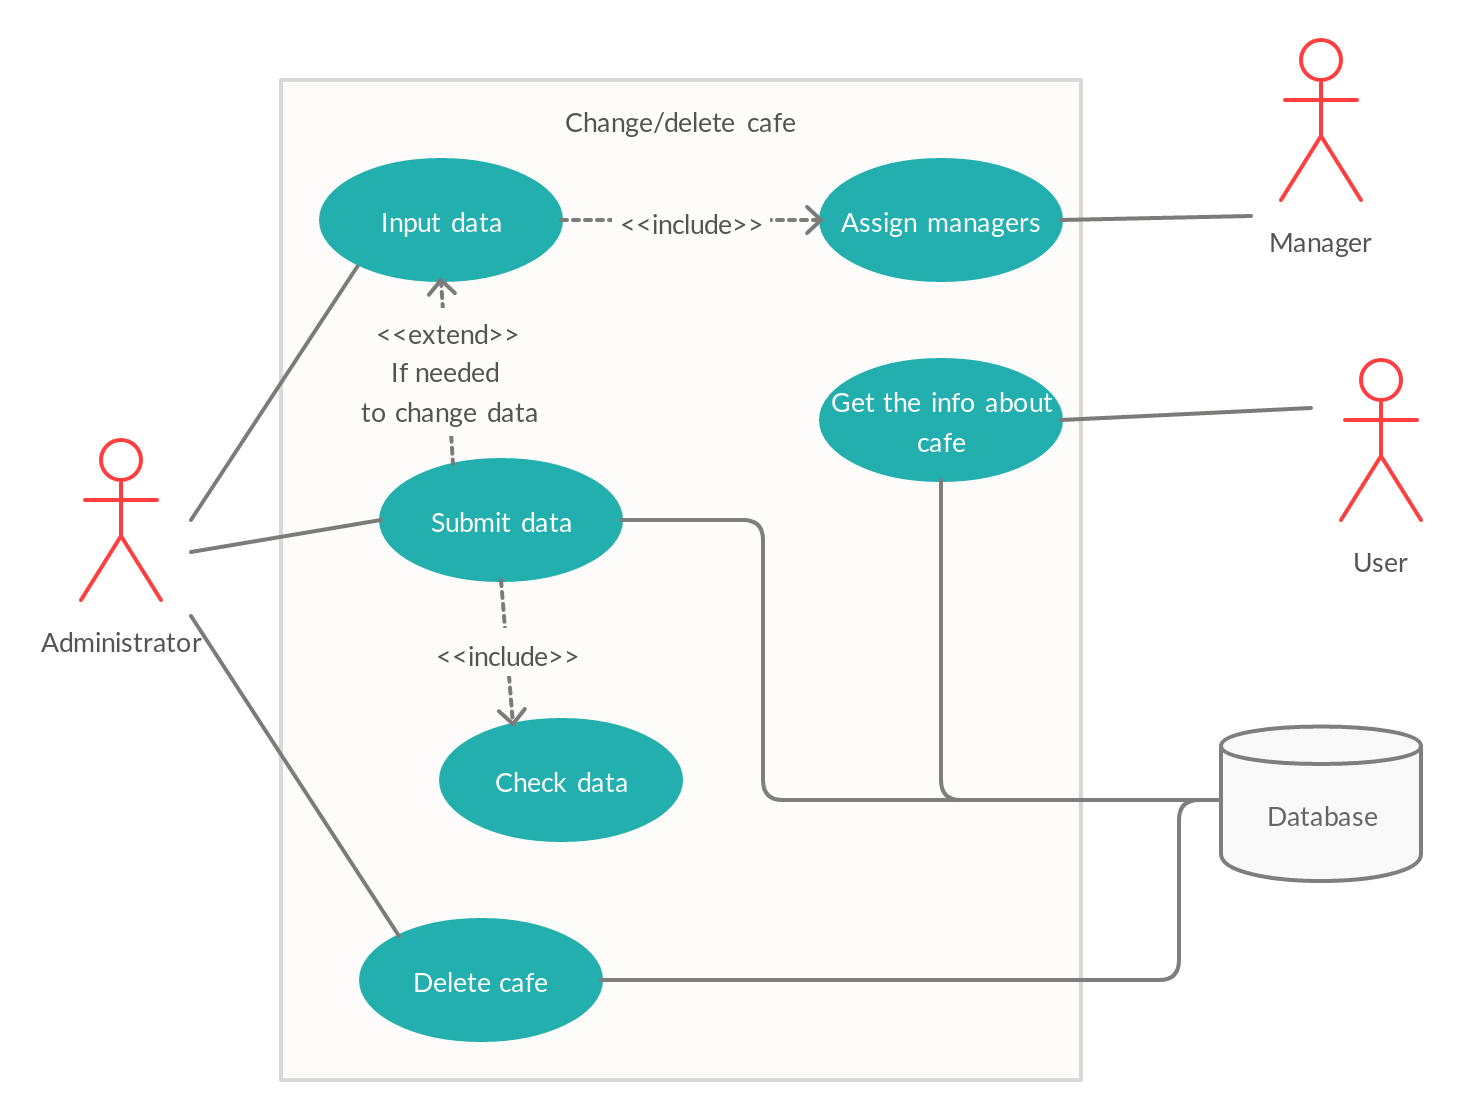 Change/delete cafe
Input data
<<include>>
Assign managers
Manager
<<extend>>
If needed
to change data
Get the info about
cafe
Submit data
User
Administrator
<<include>>
Check data
Database
Delete cafe